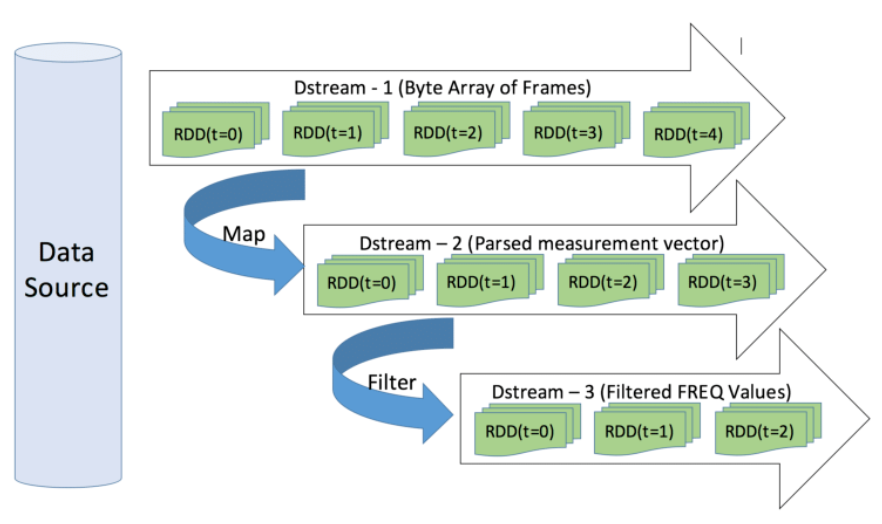 Data
Source
Dstream - 1 (Byte Array of Frames)
RDD(t=0)
RDD(t=1)
RDD(t=2)
RDD(t=3)
RDD(t=4)
Map
Dstream – 2 (Parsed measurement vector)
RDD(t=0)
RDD(t=1)
RDD(t=2)
RDD(t=3)
Filter
Dstream – 3 (Filtered FREQ Values)
RDD(t=0)
RDD(t=1)
RDD(t=2)